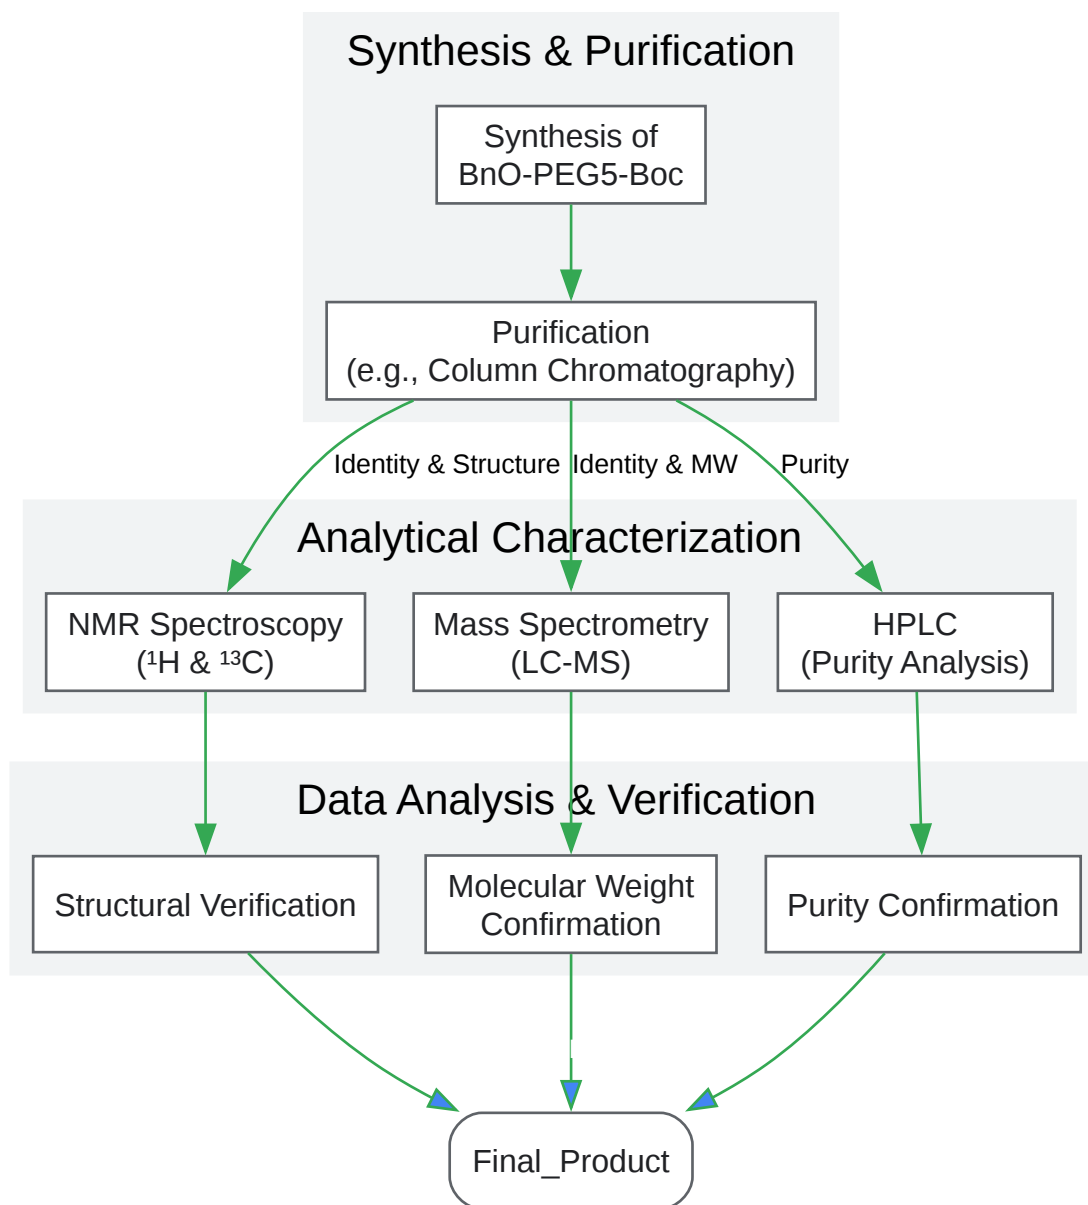 Synthesis & Purification
Synthesis of
BnO-PEG5-Boc
Purification
(e.g., Column Chromatography)
Identity & Structure
Identity & MW
Purity
Analytical Characterization
NMR Spectroscopy
(¹H & ¹³C)
Mass Spectrometry
(LC-MS)
HPLC
(Purity Analysis)
Data Analysis & Verification
Structural Verification
Molecular Weight
Confirmation
Purity Confirmation
Final_Product